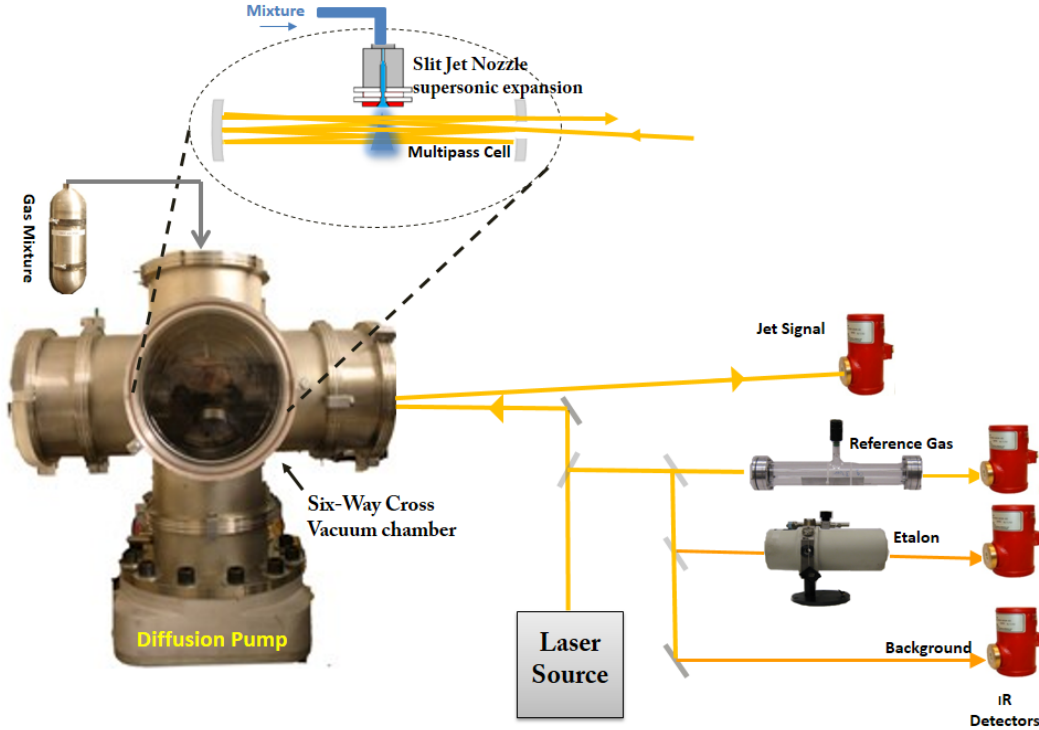 Mixture
Slit Jet Nozzle
supersonic expansion
Multipass Cell
Gas Mixture
Jet Signal
Reference Gas
Six-Way Cross
Vacuum chamber
Etalon
Diffusion Pump
Laser
Source
Background
IR
Detectors